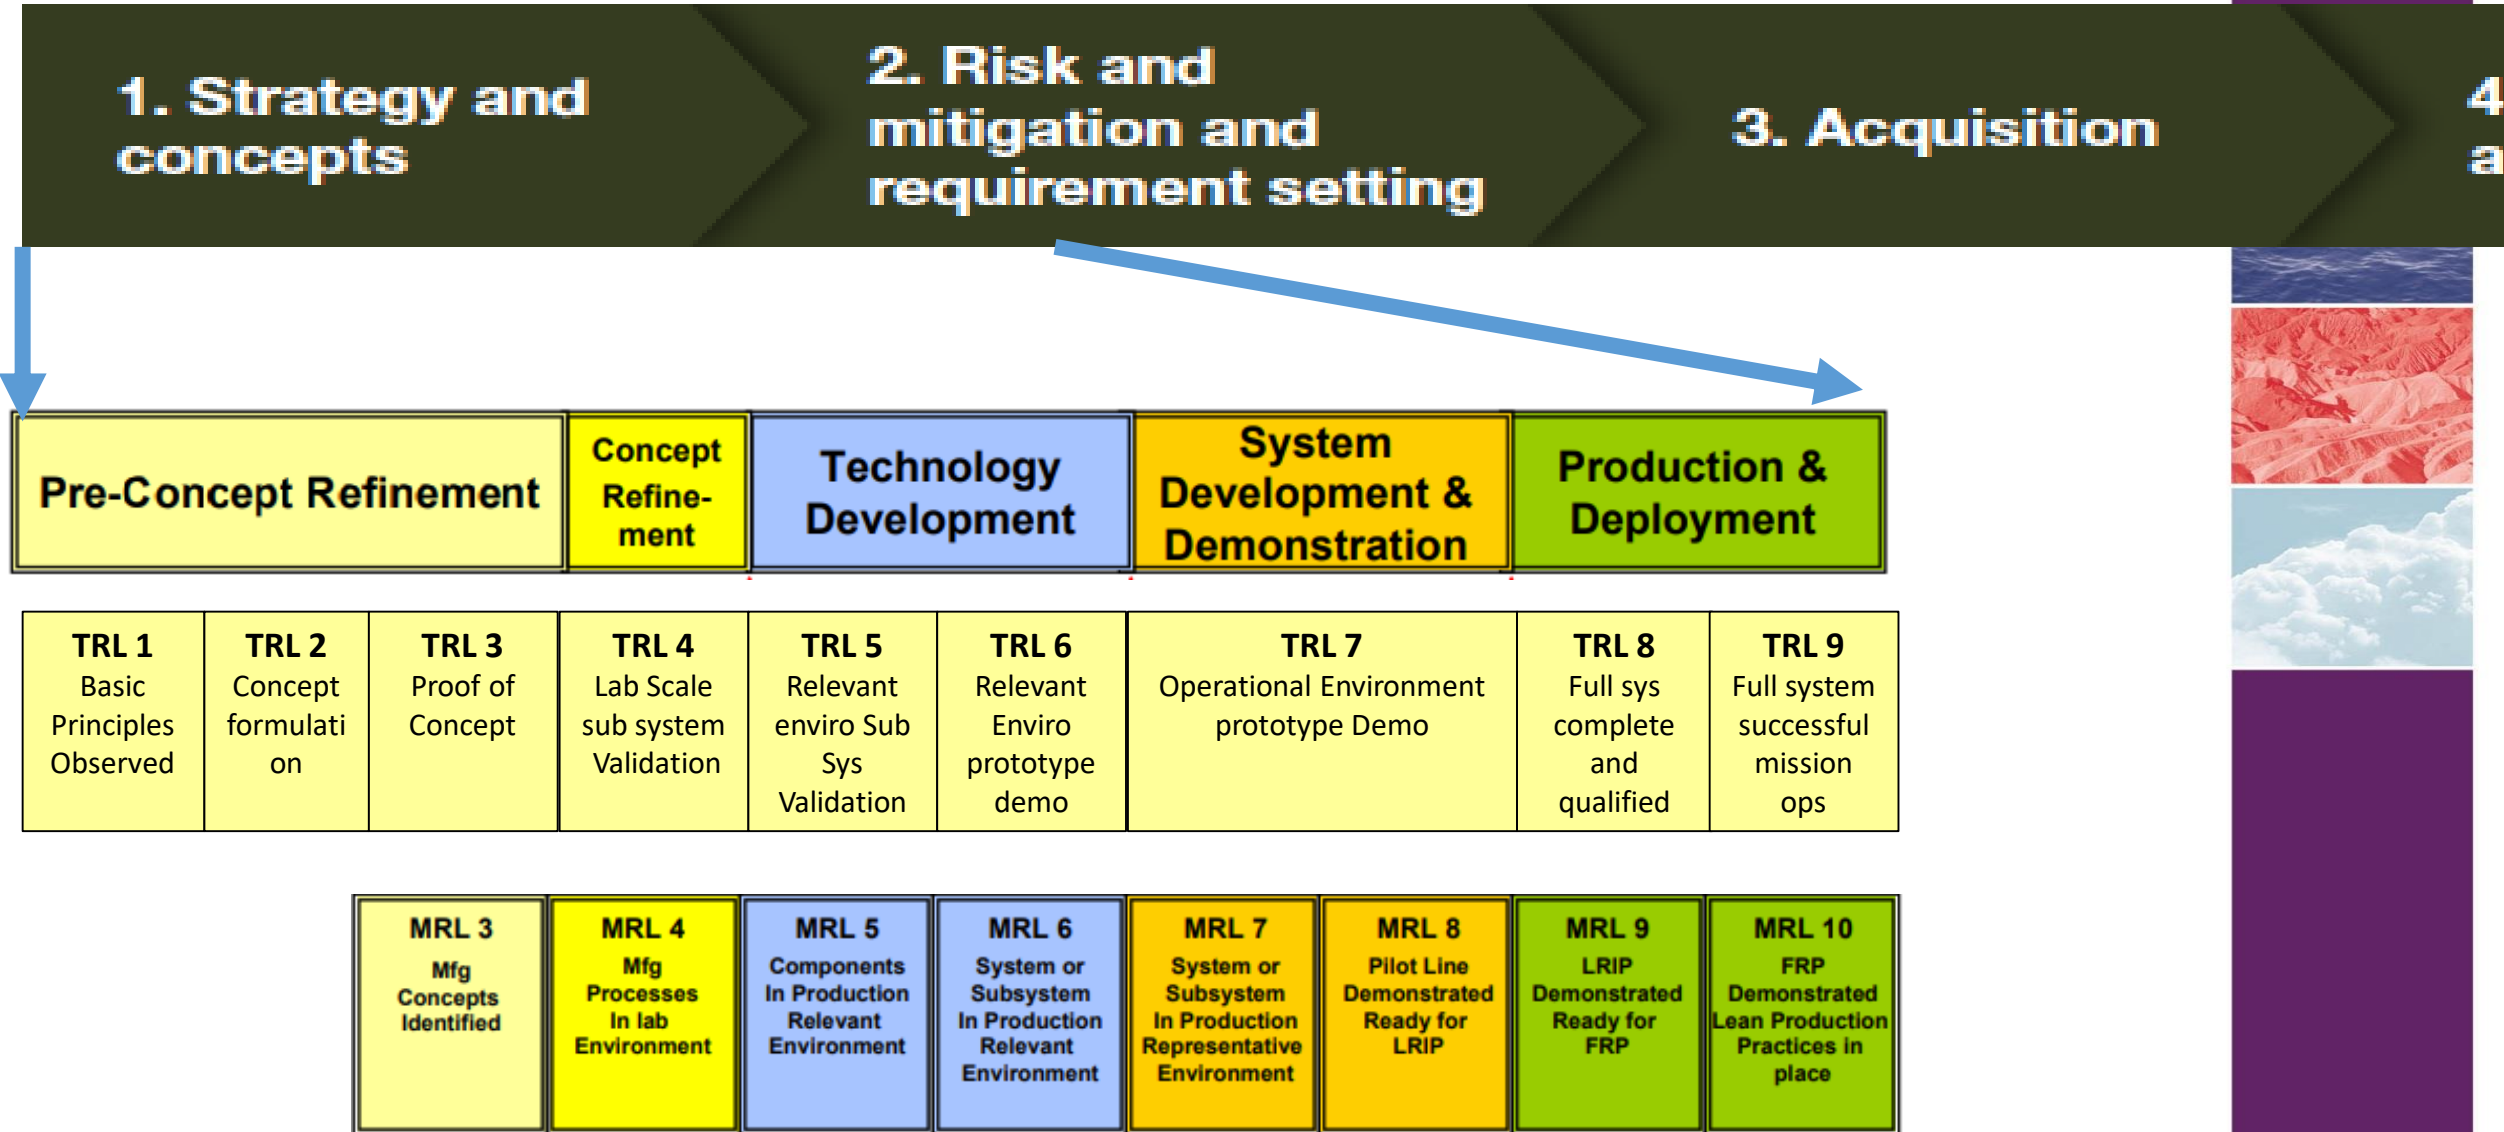 1. Strategy and
concepts
2. Risk and
mitigation and
requirement setting
3. Acquisition
4
a
Pre-Concept Refinement
Concept
Refine-
ment
Technology
Development
System
Development &
Demonstration
Production &
Deployment
TRL 1
Basic
Principles
Observed
TRL 2
Concept
formulati
on
TRL 3
Proof of
Concept
TRL 4
Lab Scale
sub system
Validation
TRL 5
Relevant
enviro Sub
Sys
Validation
TRL 6
Relevant
Enviro
prototype
demo
TRL 7
Operational Environment
prototype Demo
TRL 8
Full sys
complete
and
qualified
TRL 9
Full system
successful
mission
ops
MRL 3
Mfg
Concepts
Identified
MRL 4
Mfg
Processes
In lab
Environment
MRL 5
Components
In Production
Relevant
Environment
MRL 6
System or
Subsystem
In Production
Relevant
Environment
MRL 7
System or
Subsystem
In Production
Representative
Environment
MRL 8
Pilot Line
Demonstrated
Ready for
LRIP
MRL 9
LRIP
Demonstrated
Ready for
FRP
MRL 10
FRP
Demonstrated
Lean Production
Practices in
place